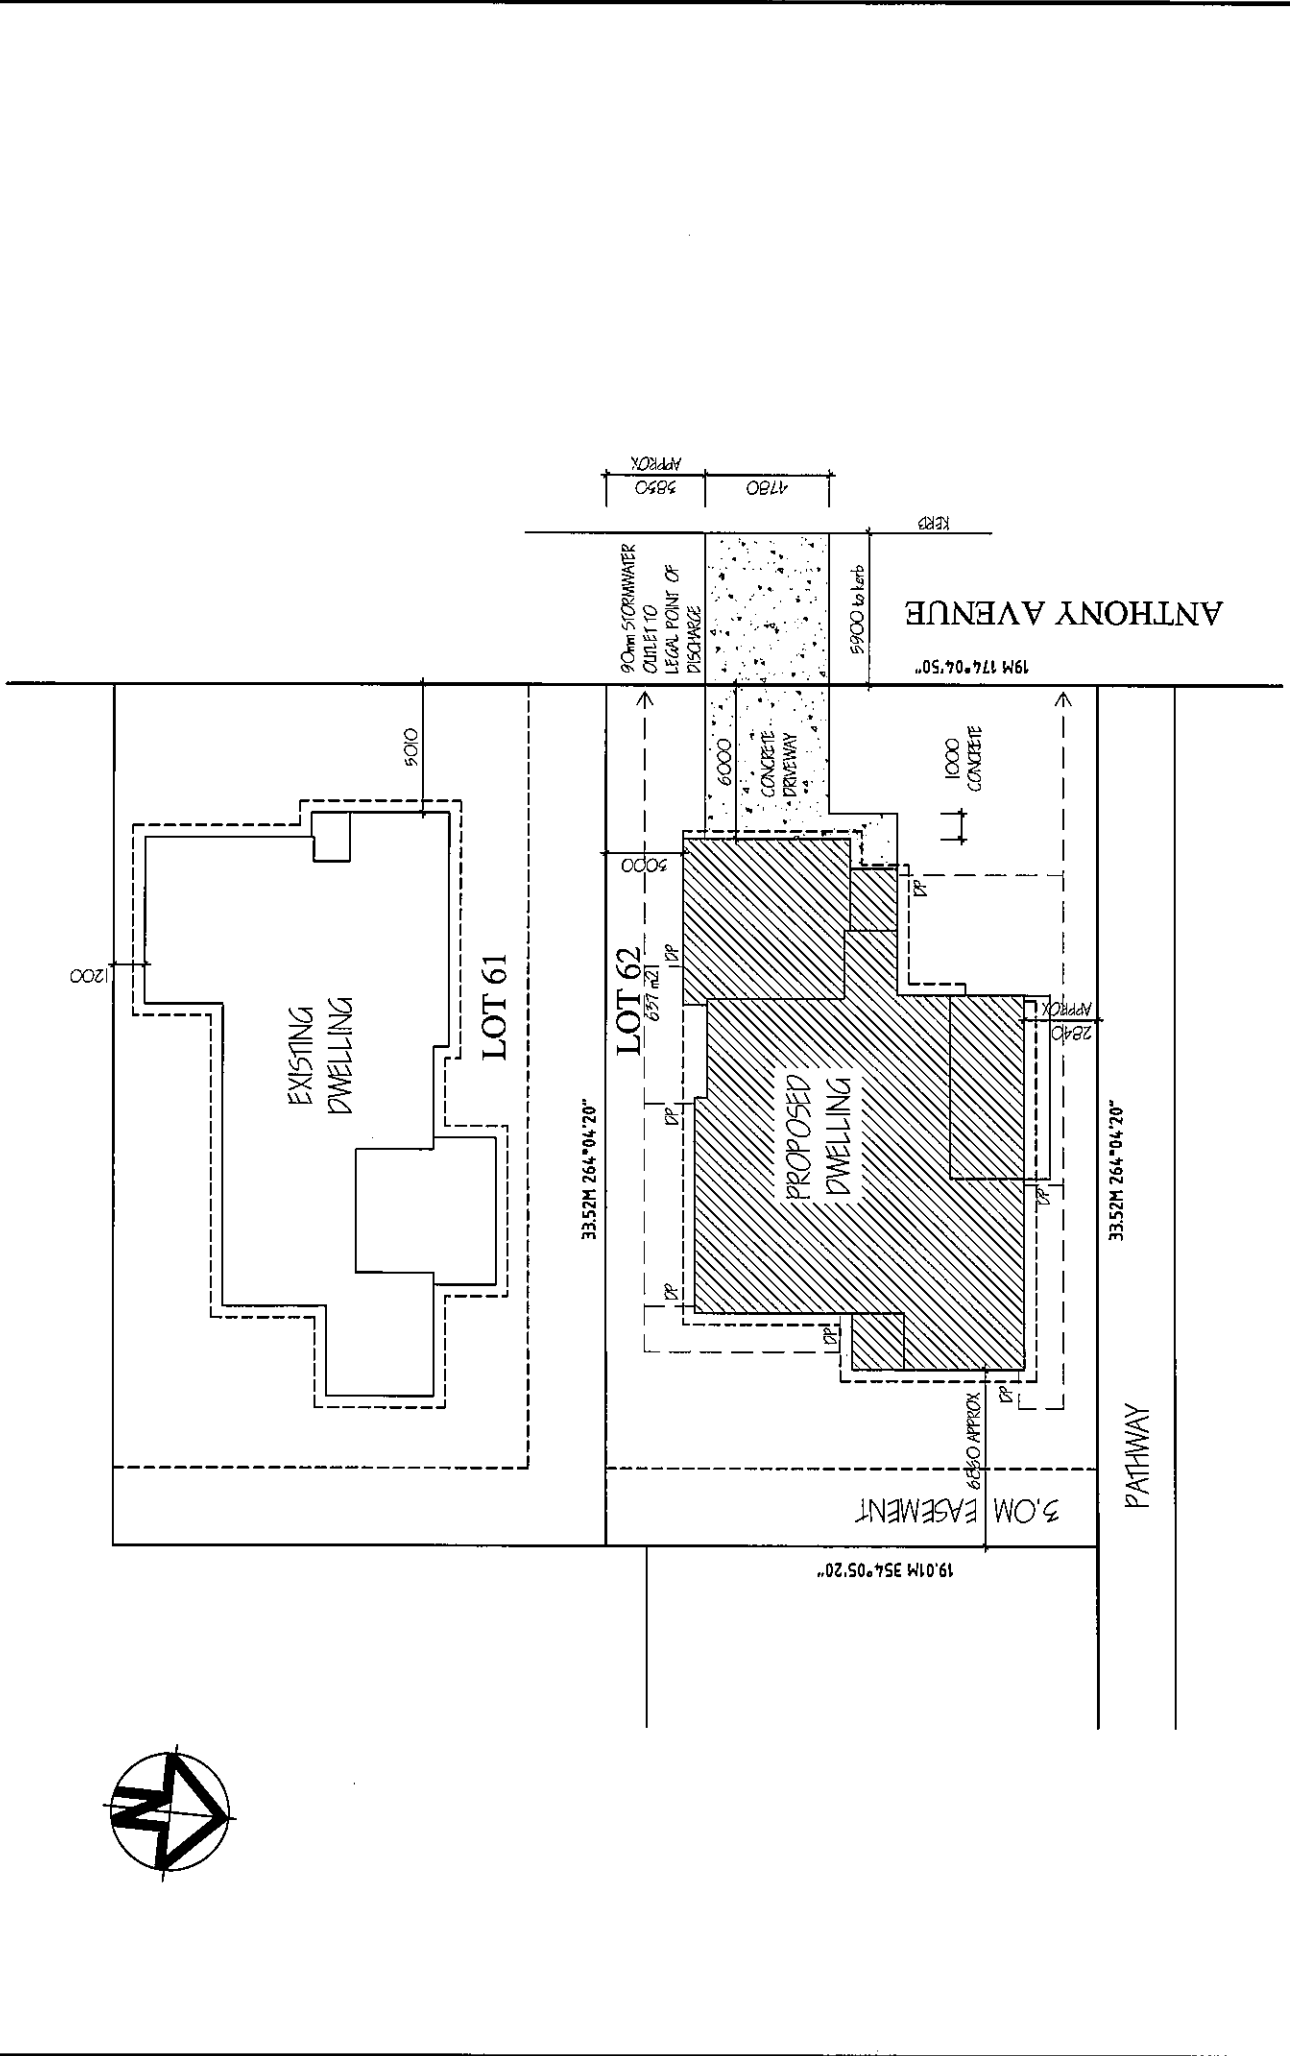 APPROX
3830
4780
KERB
90mm STORMWATER
OUTLET TO
LEGAL POINT OF
DISCHARGE
5900 to kerb
ANTHONY AVENUE
19M 174°04'50"
5010
6000
CONCRETE
DRIVEWAY
1000
CONCRETE
3000
DP
1200
LOT 61
EXISTING
DWELLING
LOT 62
637 m2
DP
APPROX
2840
PROPOSED
DWELLING
DP
33.52M 264°04'20"
33.52M 264°04'20"
DP
DP
DP
DP
6830 APPROX
3.0M EASEMENT
PATHWAY
19.01M 354°05'20"
N